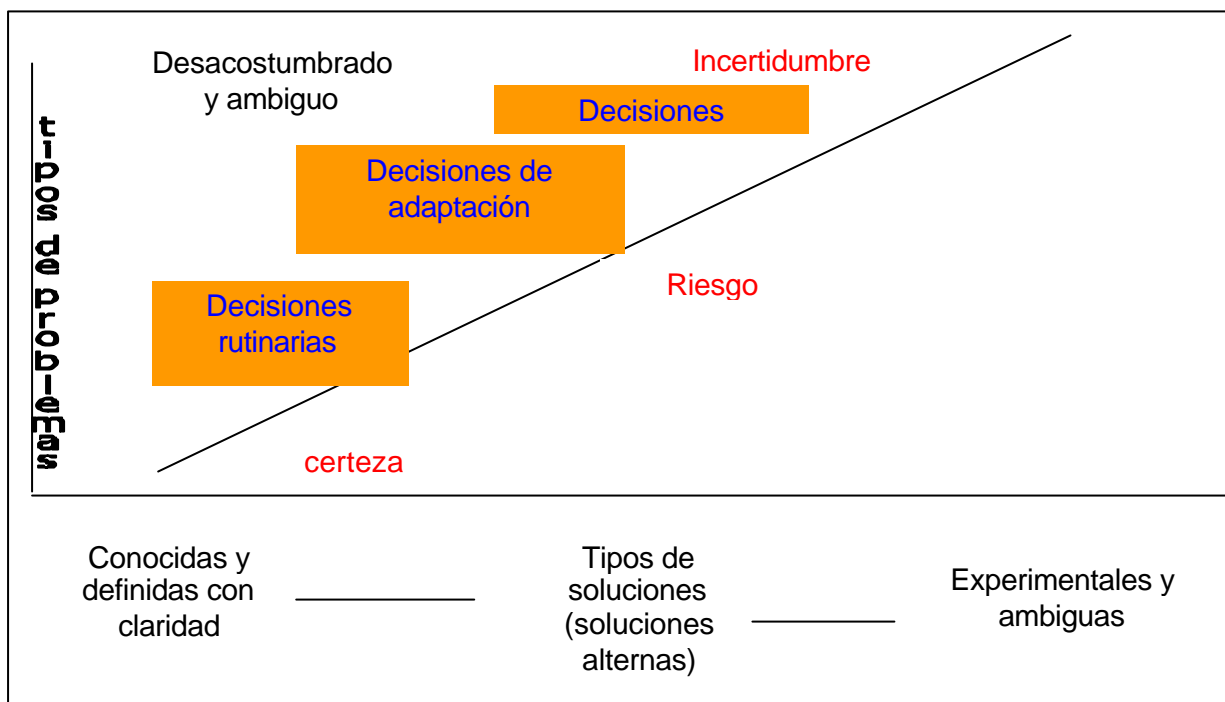 Desacostumbrado
y ambiguo
Incertidumbre
Decisiones
Decisiones de
adaptación
Decisiones
rutinarias
Riesgo
certeza
tipos de problemas
Conocidas y
definidas con
claridad
Tipos de
soluciones
(soluciones
alternas)
Experimentales y
ambiguas